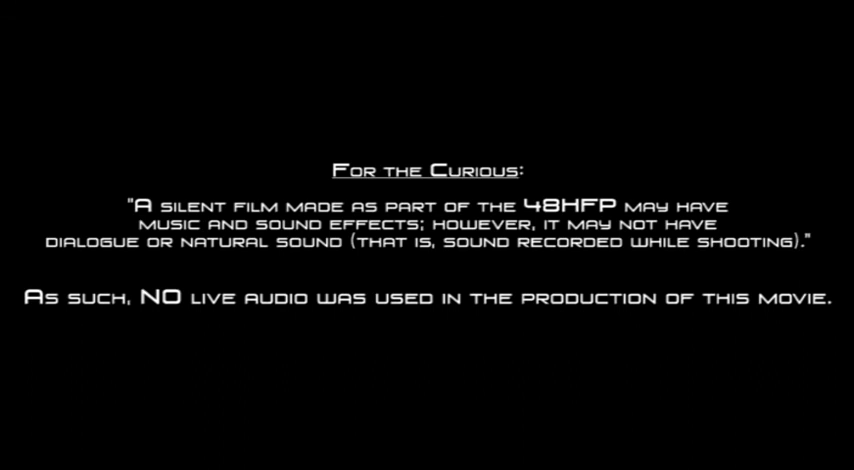 For the Curious:
"A silent film made as part of the 48HFP may have
music and sound effects; however, it may not have
dialogue or natural sound (that is, sound recorded while shooting)."
As such, NO live audio was used in the production of this movie.